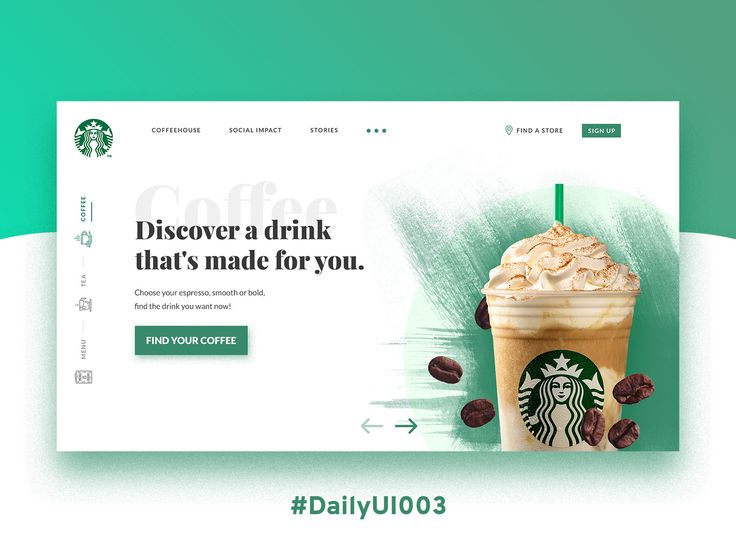 COFFEEHOUSE
SOCIAL IMPACT
STORIES
FIND A STORE
SIGN UP
TM
COFFEE
TEA
MENU
Coffee
Discover a drink
that's made for you.
Choose your espresso, smooth or bold,
find the drink you want now!
FIND YOUR COFFEE
#DailyUI003